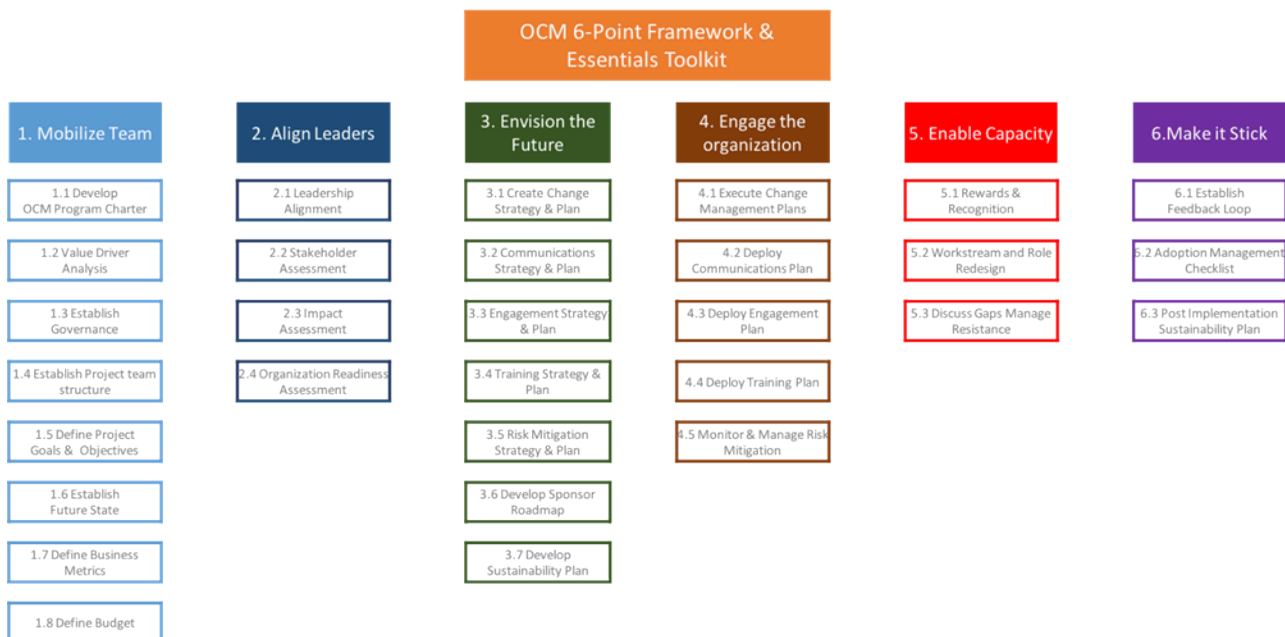 OCM 6-Point Framework &
Essentials Toolkit
1. Mobilize Team
1.1 Develop
OCM Program Charter
1.2 Value Driver
Analysis
1.3 Establish
Governance
1.4 Establish Project team
structure
1.5 Define Project
Goals & Objectives
1.6 Establish
Future State
1.7 Define Business
Metrics
1.8 Define Budget
2. Align Leaders
2.1 Leadership
Alignment
2.2 Stakeholder
Assessment
2.3 Impact
Assessment
2.4 Organization Readiness
Assessment
3. Envision the
Future
3.1 Create Change
Strategy & Plan
3.2 Communications
Strategy & Plan
3.3 Engagement Strategy
& Plan
3.4 Training Strategy &
Plan
3.5 Risk Mitigation
Strategy & Plan
3.6 Develop Sponsor
Roadmap
3.7 Develop
Sustainability Plan
4. Engage the
organization
4.1 Execute Change
Management Plans
4.2 Deploy
Communications Plan
4.3 Deploy Engagement
Plan
4.4 Deploy Training Plan
4.5 Monitor & Manage Risk
Mitigation
5. Enable Capacity
5.1 Rewards &
Recognition
5.2 Workstream and Role
Redesign
5.3 Discuss Gaps Manage
Resistance
6.Make it Stick
6.1 Establish
Feedback Loop
6.2 Adoption Management
Checklist
6.3 Post Implementation
Sustainability Plan